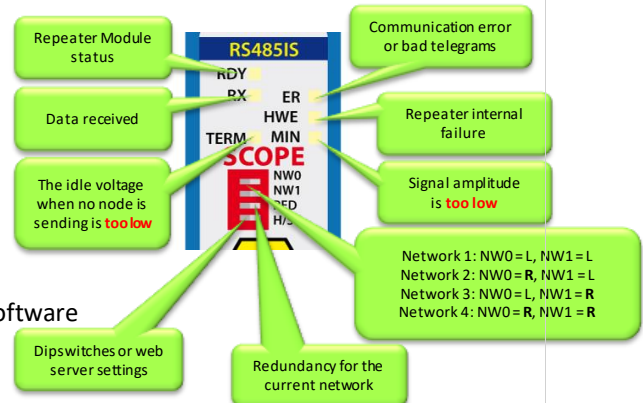 Communication error
or bad telegrams
Repeater Module
status
RS485IS
RDY
RX
ER
HWE
Data received
Repeater internal
failure
TERM MIN
SCOPE
The idle voltage
when no node is
sending is too low
NW0
NW1
RED
H/S
Signal amplitude
is too low
Network 1: NW0 = L, NW1 = L
Network 2: NW0 = R, NW1 = L
Network 3: NW0 = L, NW1 = R
Network 4: NW0 = R, NW1 = R
oftware
Dipswitches or web
server settings
Redundancy for the
current network